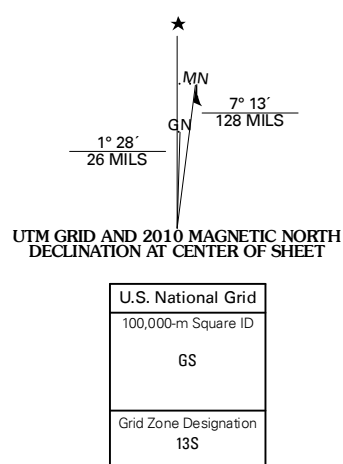 ★
MN
GN
7° 13´
128 MILS
1° 28´
26 MILS
UTM GRID AND 2010 MAGNETIC NORTH
DECLINATION AT CENTER OF SHEET
U.S. National Grid
100,000-m Square ID
GS
Grid Zone Designation
13S